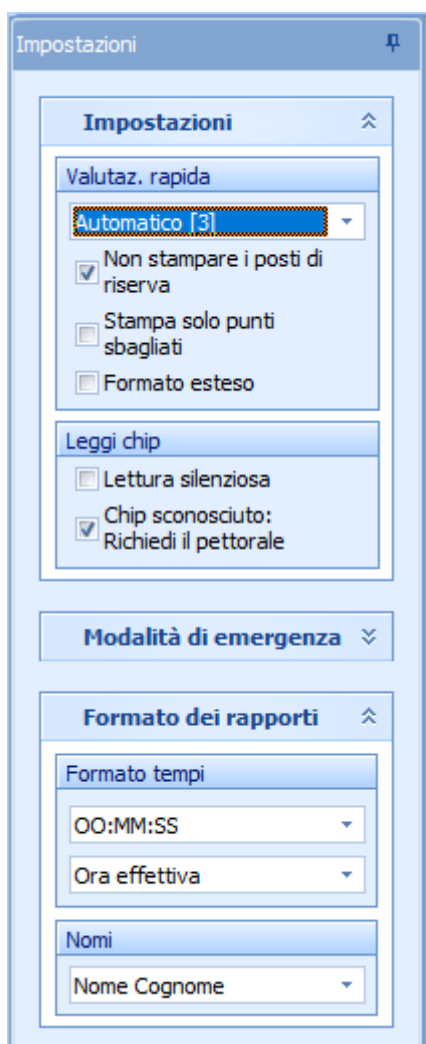 Impostazioni
Impostazioni
Valutaz. rapida
Automatico [3]
Non stampare i posti di
riserva
Stampa solo punti
sbagliati
Formato esteso
Leggi chip
Lettura silenziosa
Chip sconosciuto:
Richiedi il pettorale
Modalità di emergenza
Formato dei rapporti
Formato tempi
OO:MM:SS
Ora effettiva
Nomi
Nome Cognome